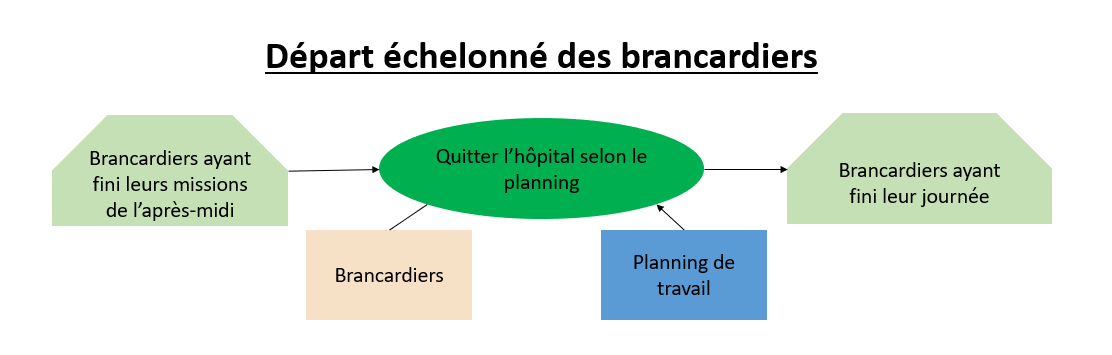 Départ échelonné des brancardiers
Brancardiers ayant
fini leurs missions
de l’après-midi
Quitter l’hôpital selon le
planning
Brancardiers ayant
fini leur journée
Brancardiers
Planning de
travail